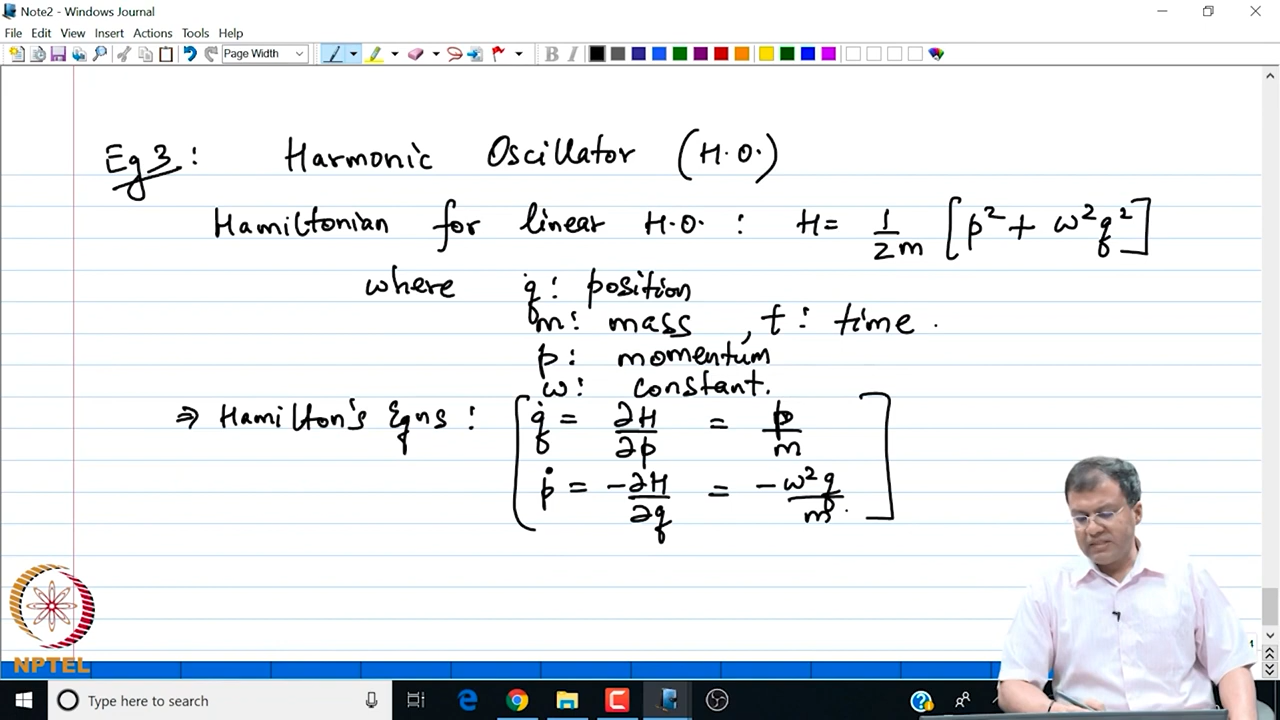 Note2 - Windows Journal
File Edit View Insert Actions Tools Help
Page Width
B I
Eg 3 : Harmonic Oscillator (H.O.)
Hamiltonian for linear H.O. : H = 1/2m [p² + ω²q²]
where q : position
m : mass , t : time .
p : momentum
ω : constant.
⇒ Hamilton's Eqns : [ q̇ = ∂H/∂p = p/m
ṗ = -∂H/∂q = -ω²q/m . ]
NPTEL
1
Type here to search